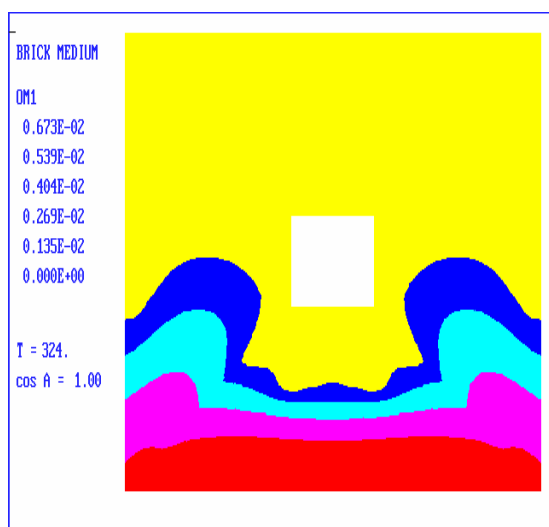 BRICK MEDIUM
OM1
0.673E-02
0.539E-02
0.404E-02
0.269E-02
0.135E-02
0.000E+00
T = 324.
cos A = 1.00